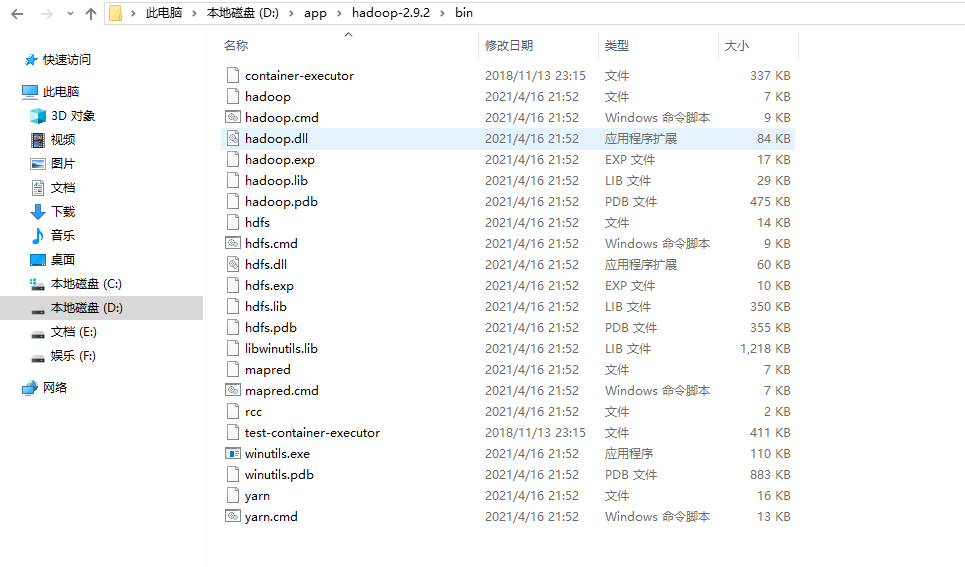 此电脑 > 本地磁盘 (D:) > app > hadoop-2.9.2 > bin
快速访问
此电脑
3D 对象
视频
图片
文档
下载
音乐
桌面
本地磁盘 (C:)
本地磁盘 (D:)
文档 (E:)
娱乐 (F:)
网络
名称 修改日期 类型 大小
container-executor 2018/11/13 23:15 文件 337 KB
hadoop 2021/4/16 21:52 文件 7 KB
hadoop.cmd 2021/4/16 21:52 Windows 命令脚本 9 KB
hadoop.dll 2021/4/16 21:52 应用程序扩展 84 KB
hadoop.exp 2021/4/16 21:52 EXP 文件 17 KB
hadoop.lib 2021/4/16 21:52 LIB 文件 29 KB
hadoop.pdb 2021/4/16 21:52 PDB 文件 475 KB
hdfs 2021/4/16 21:52 文件 14 KB
hdfs.cmd 2021/4/16 21:52 Windows 命令脚本 9 KB
hdfs.dll 2021/4/16 21:52 应用程序扩展 60 KB
hdfs.exp 2021/4/16 21:52 EXP 文件 10 KB
hdfs.lib 2021/4/16 21:52 LIB 文件 350 KB
hdfs.pdb 2021/4/16 21:52 PDB 文件 355 KB
libwinutils.lib 2021/4/16 21:52 LIB 文件 1,218 KB
mapred 2021/4/16 21:52 文件 7 KB
mapred.cmd 2021/4/16 21:52 Windows 命令脚本 7 KB
rcc 2021/4/16 21:52 文件 2 KB
test-container-executor 2018/11/13 23:15 文件 411 KB
winutils.exe 2021/4/16 21:52 应用程序 110 KB
winutils.pdb 2021/4/16 21:52 PDB 文件 883 KB
yarn 2021/4/16 21:52 文件 16 KB
yarn.cmd 2021/4/16 21:52 Windows 命令脚本 13 KB